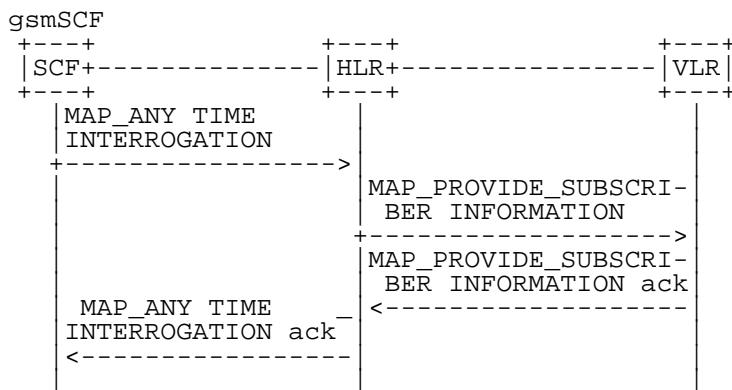 gsmSCF
SCF HLR VLR
MAP_ANY TIME
INTERROGATION
MAP_PROVIDE_SUBSCRI-
BER INFORMATION
MAP_PROVIDE_SUBSCRI-
BER INFORMATION ack
MAP_ANY TIME _
INTERROGATION ack